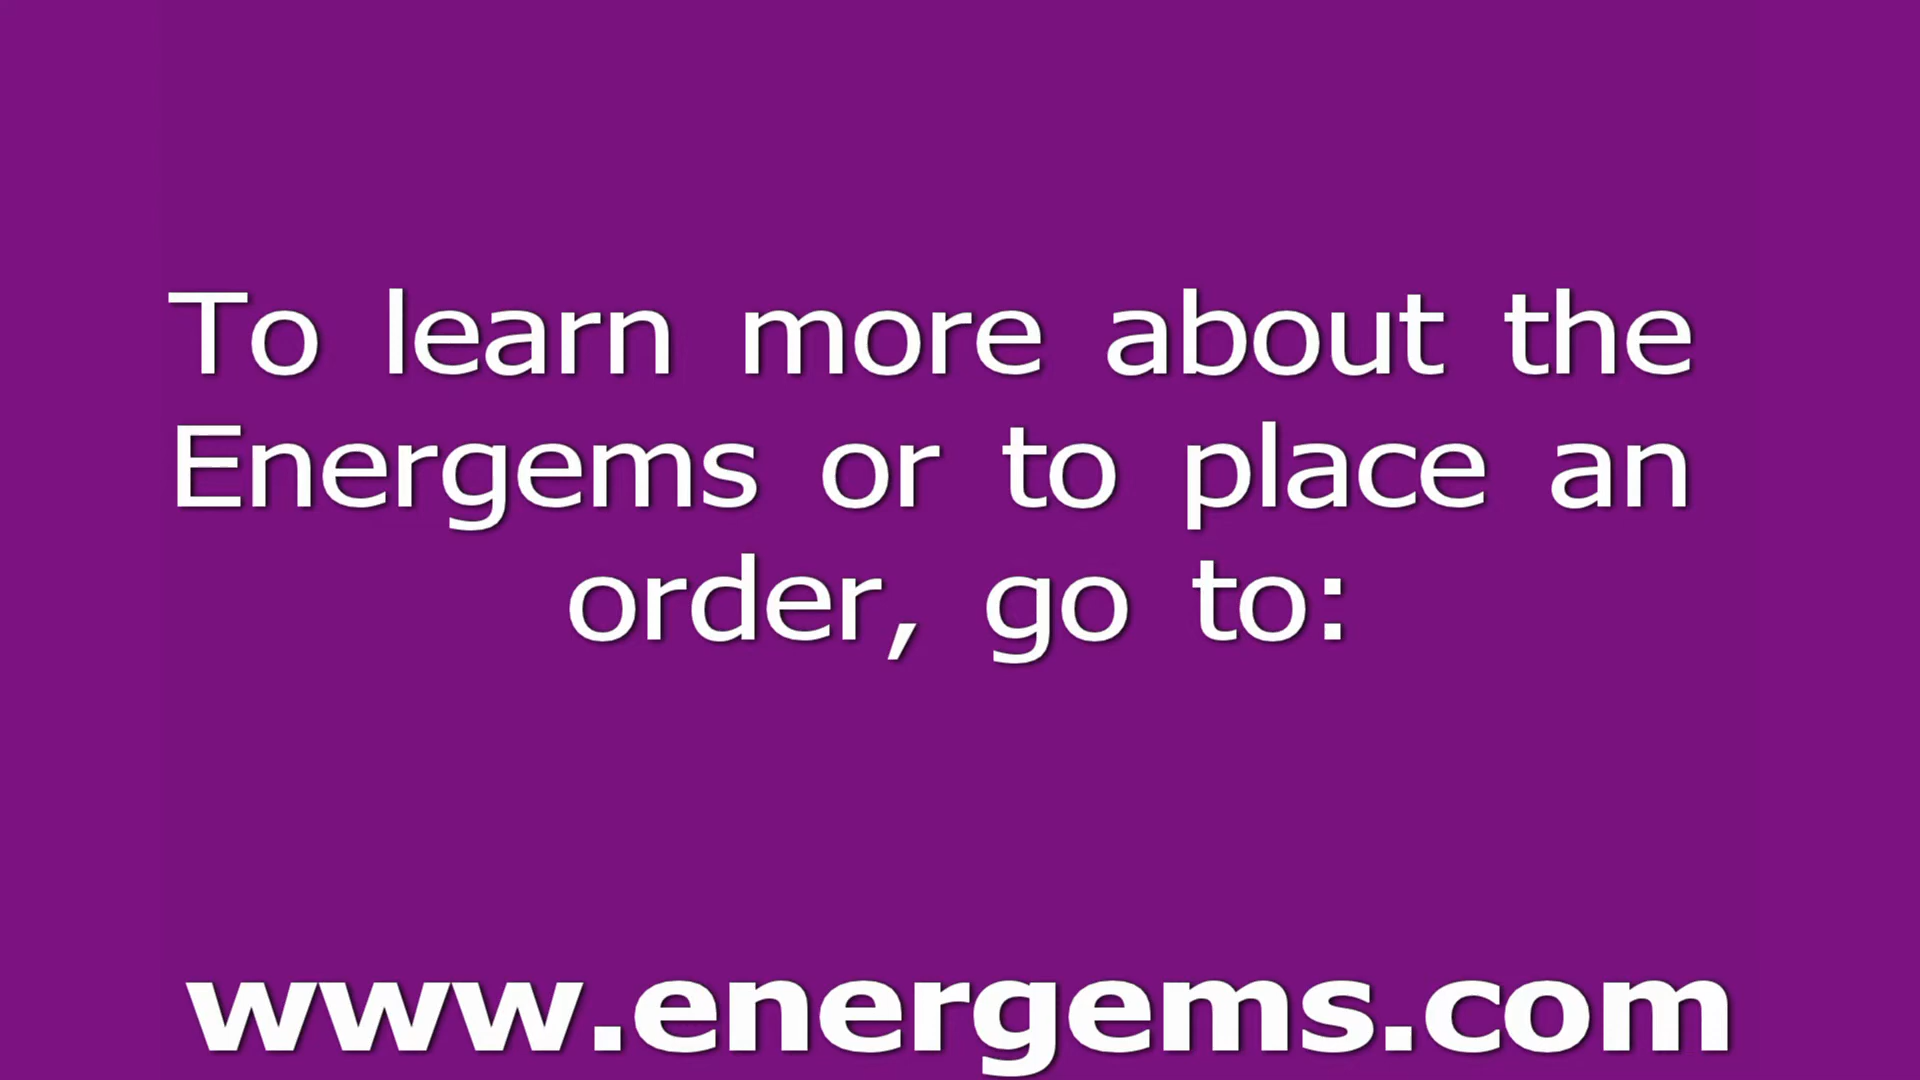 To learn more about the
Energems or to place an
order, go to:
www.energems.com